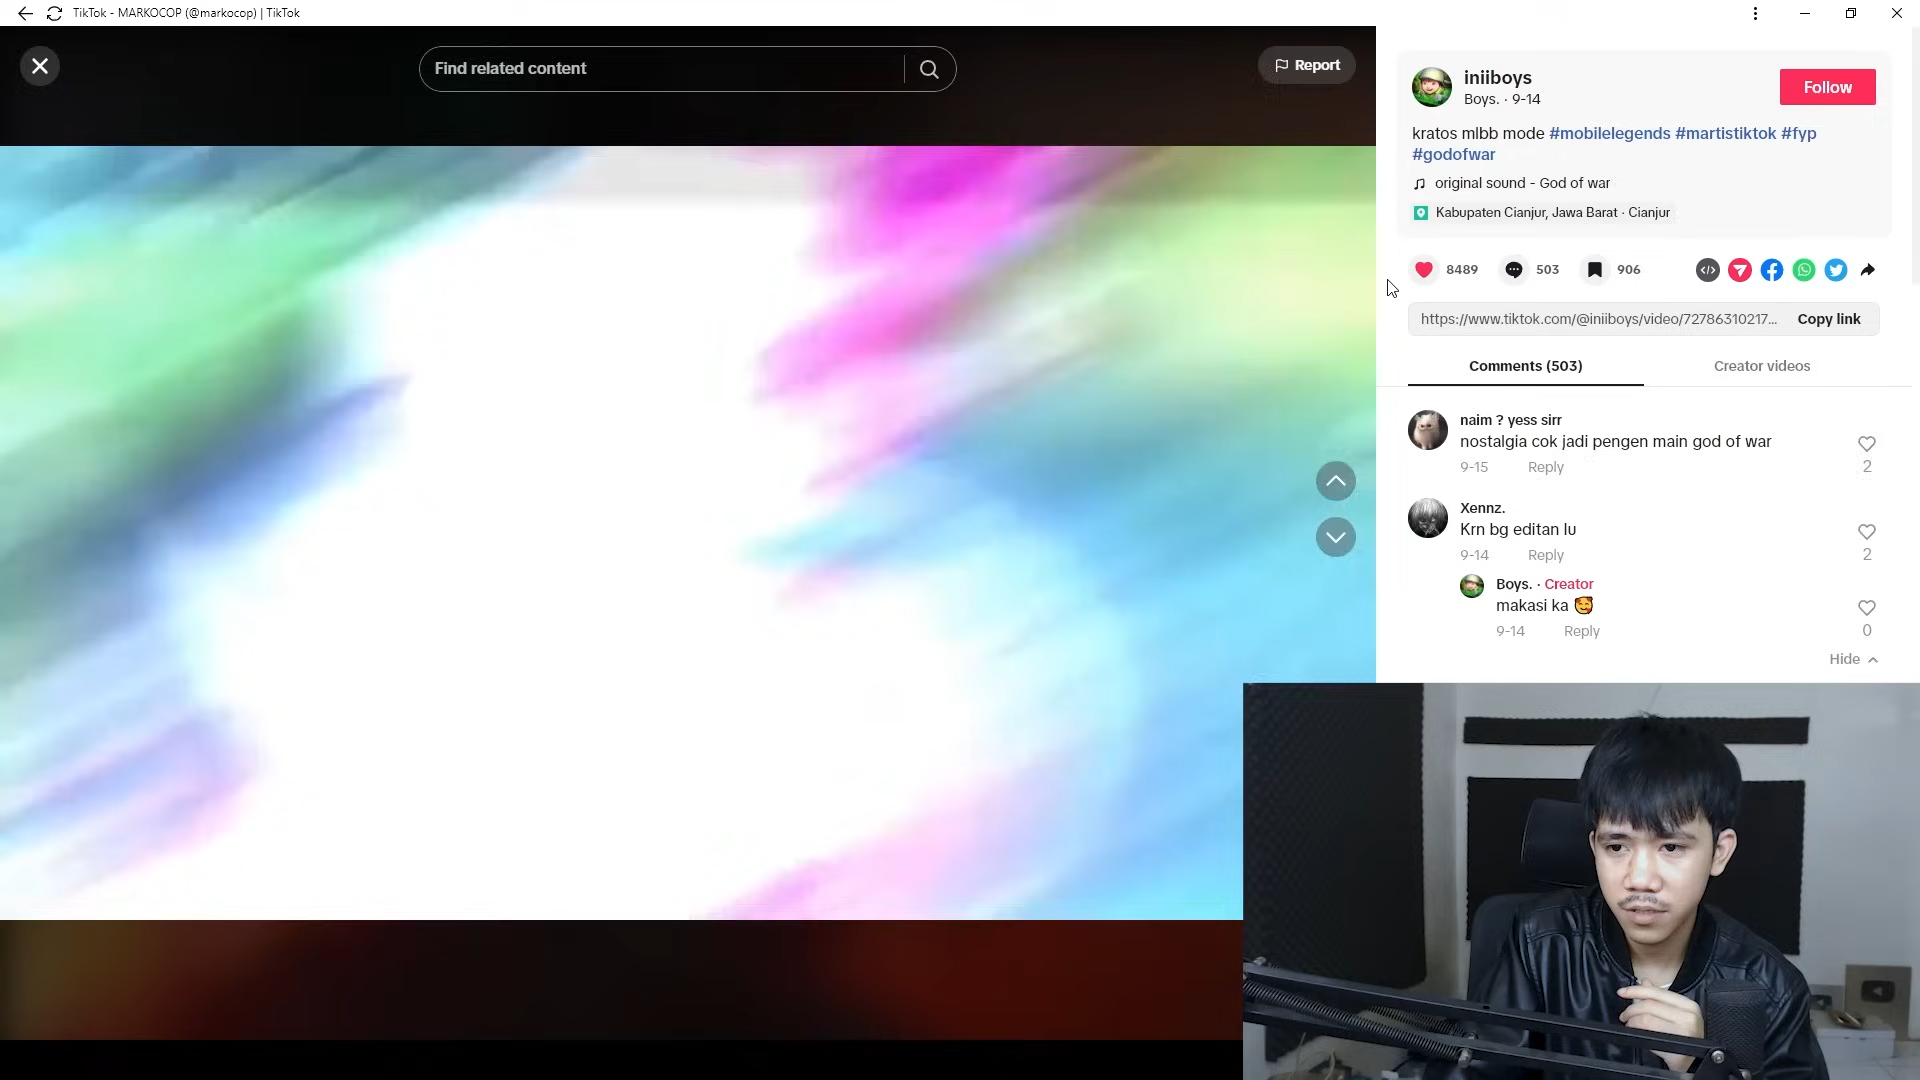 TikTok - MARKOCOP (@markocop) | TikTok
Find related content
Report
iniiboys
Boys. · 9-14
Follow
kratos mlbb mode #mobilelegends #martistiktok #fyp
#godofwar
original sound - God of war
Kabupaten Cianjur, Jawa Barat · Cianjur
8489
503
906
https://www.tiktok.com/@iniiboys/video/72786310217...
Copy link
Comments (503)
Creator videos
naim ? yess sirr
nostalgia cok jadi pengen main god of war
9-15
Reply
2
Xennz.
Krn bg editan lu
9-14
Reply
2
Boys. · Creator
makasi ka 🥰
9-14
Reply
0
Hide